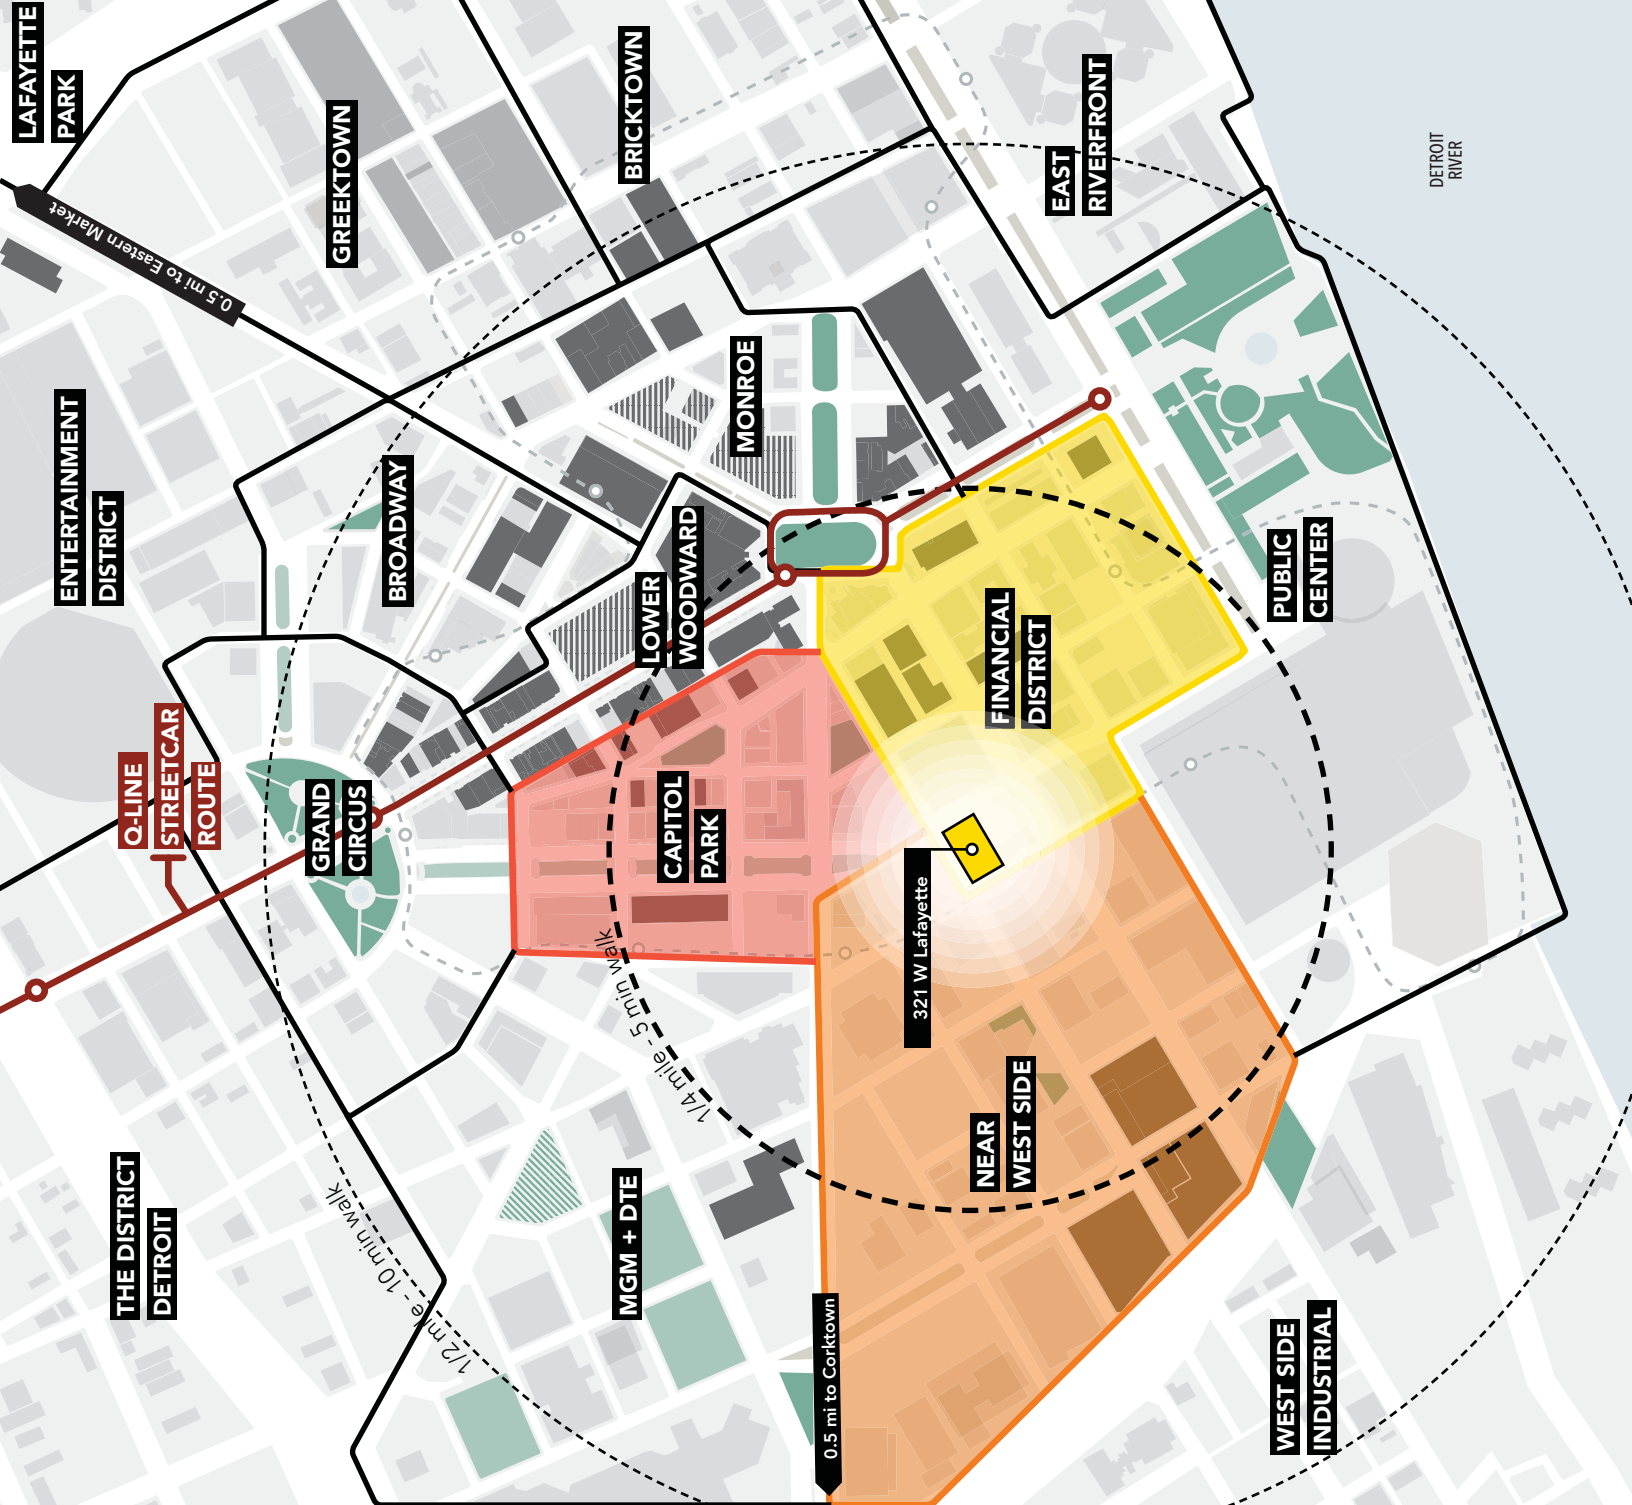 LAFAYETTE
PARK
GREEKTOWN
BRICKTOWN
EAST
RIVERFRONT
DETROIT
RIVER
0.5 mi to Eastern Market
ENTERTAINMENT
DISTRICT
BROADWAY
MONROE
LOWER
WOODWARD
PUBLIC
CENTER
FINANCIAL
DISTRICT
Q-LINE
STREETCAR
ROUTE
GRAND
CIRCUS
CAPITOL
PARK
321 W Lafayette
1/4 mile - 5 min walk
1/2 mile - 10 min walk
THE DISTRICT
DETROIT
MGM + DTE
NEAR
WEST SIDE
0.5 mi to Corktown
WEST SIDE
INDUSTRIAL